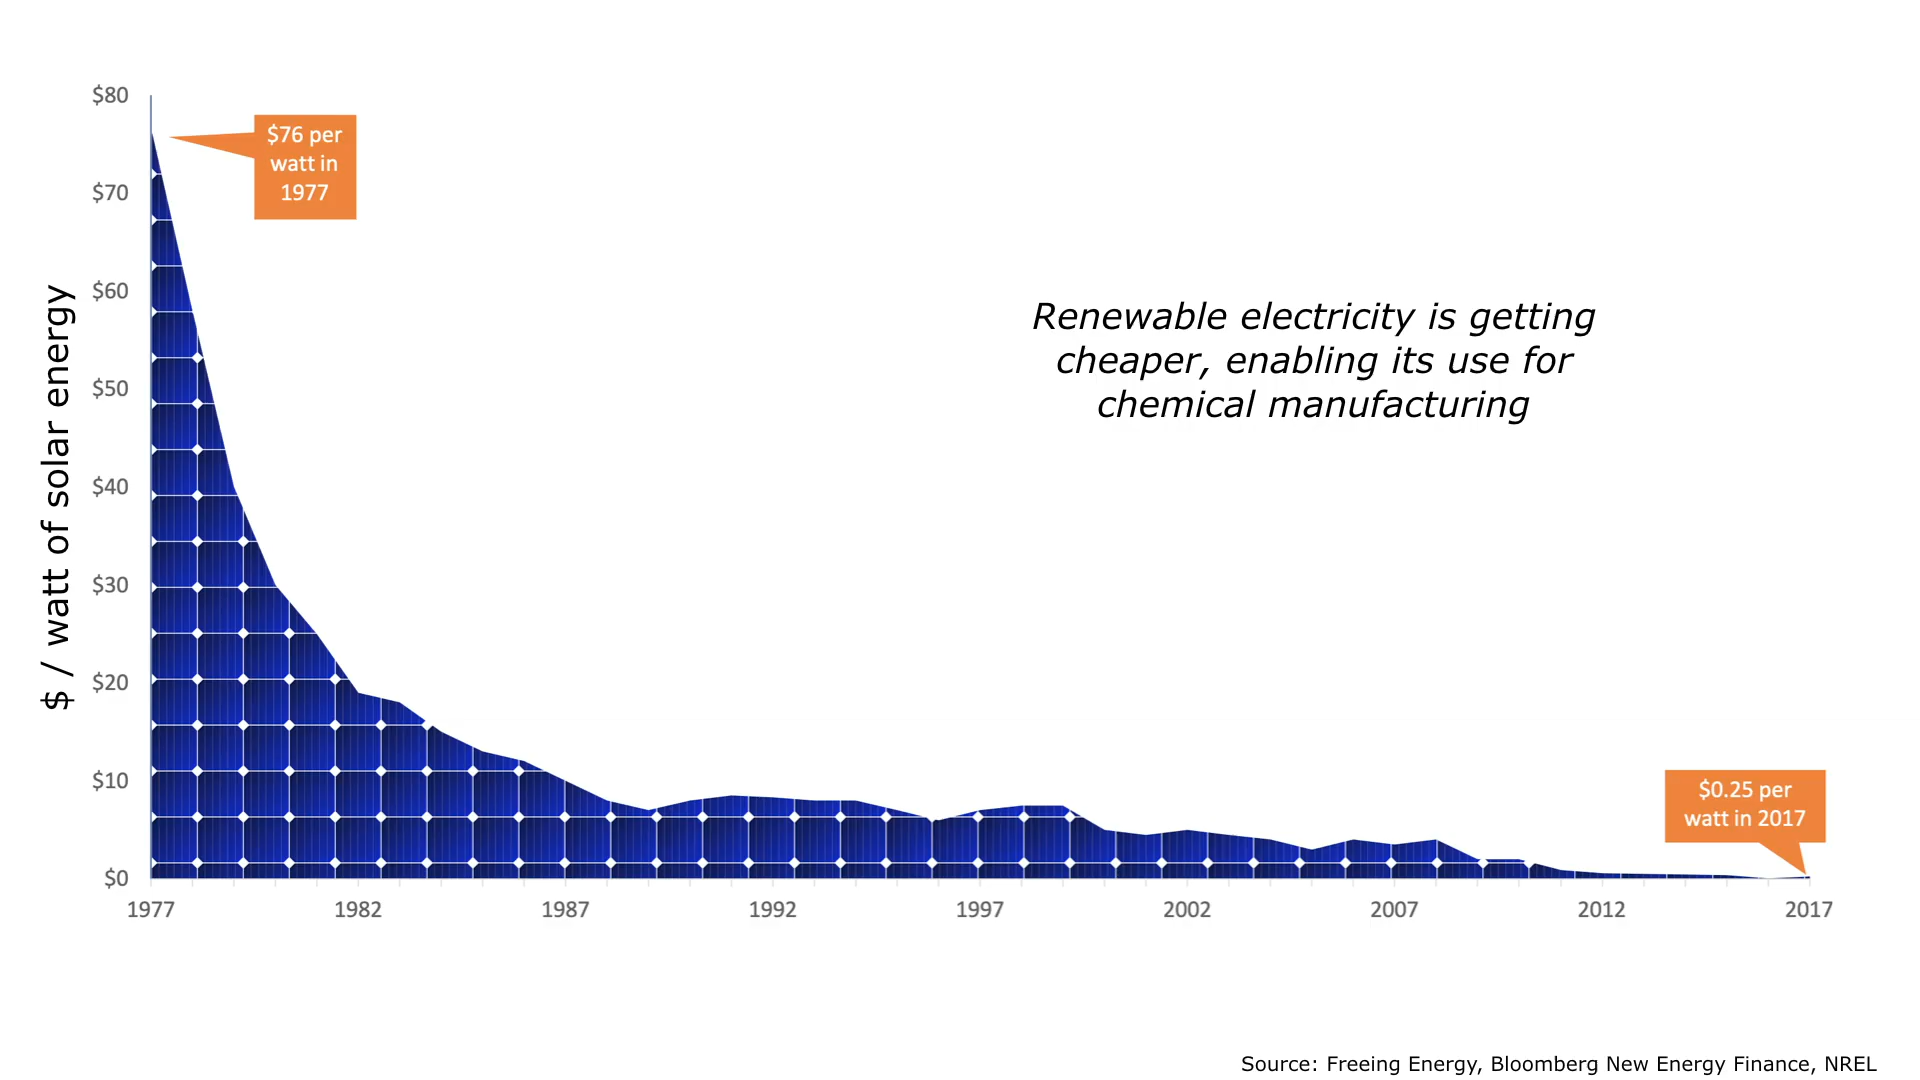 $80
$70
$60
$50
$40
$30
$20
$10
$0
$ / watt of solar energy
$76 per
watt in
1977
Renewable electricity is getting
cheaper, enabling its use for
chemical manufacturing
$0.25 per
watt in 2017
1977 1982 1987 1992 1997 2002 2007 2012 2017
Source: Freeing Energy, Bloomberg New Energy Finance, NREL